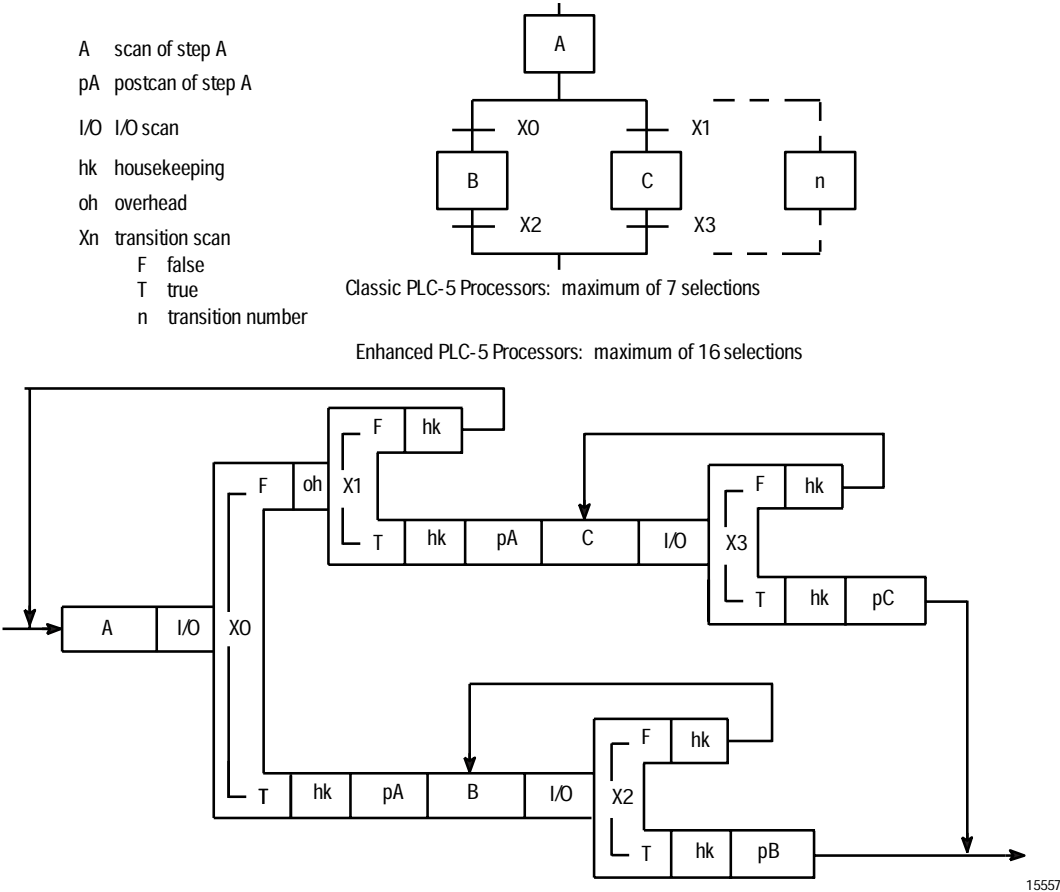 A scan of step A
pA postcan of step A
I/O I/O scan
hk housekeeping
oh overhead
Xn transition scan
F false
T true
n transition number
A
X0
X1
B
C
n
X2
X3
Classic PLC-5 Processors: maximum of 7 selections
Enhanced PLC-5 Processors: maximum of 16 selections
F hk
F oh X1
F hk
T hk pA C I/O X3
T hk pC
A I/O X0
F hk
T hk pA B I/O X2
T hk pB
15557